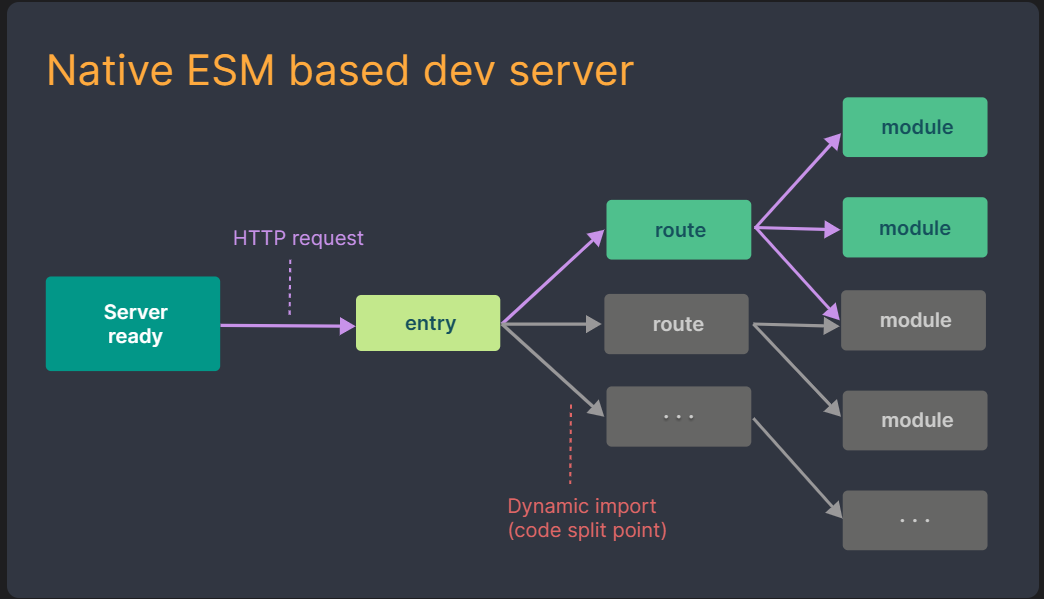 Native ESM based dev server
HTTP request
Server
ready
entry
route
route
· · ·
Dynamic import
(code split point)
module
module
module
module
· · ·